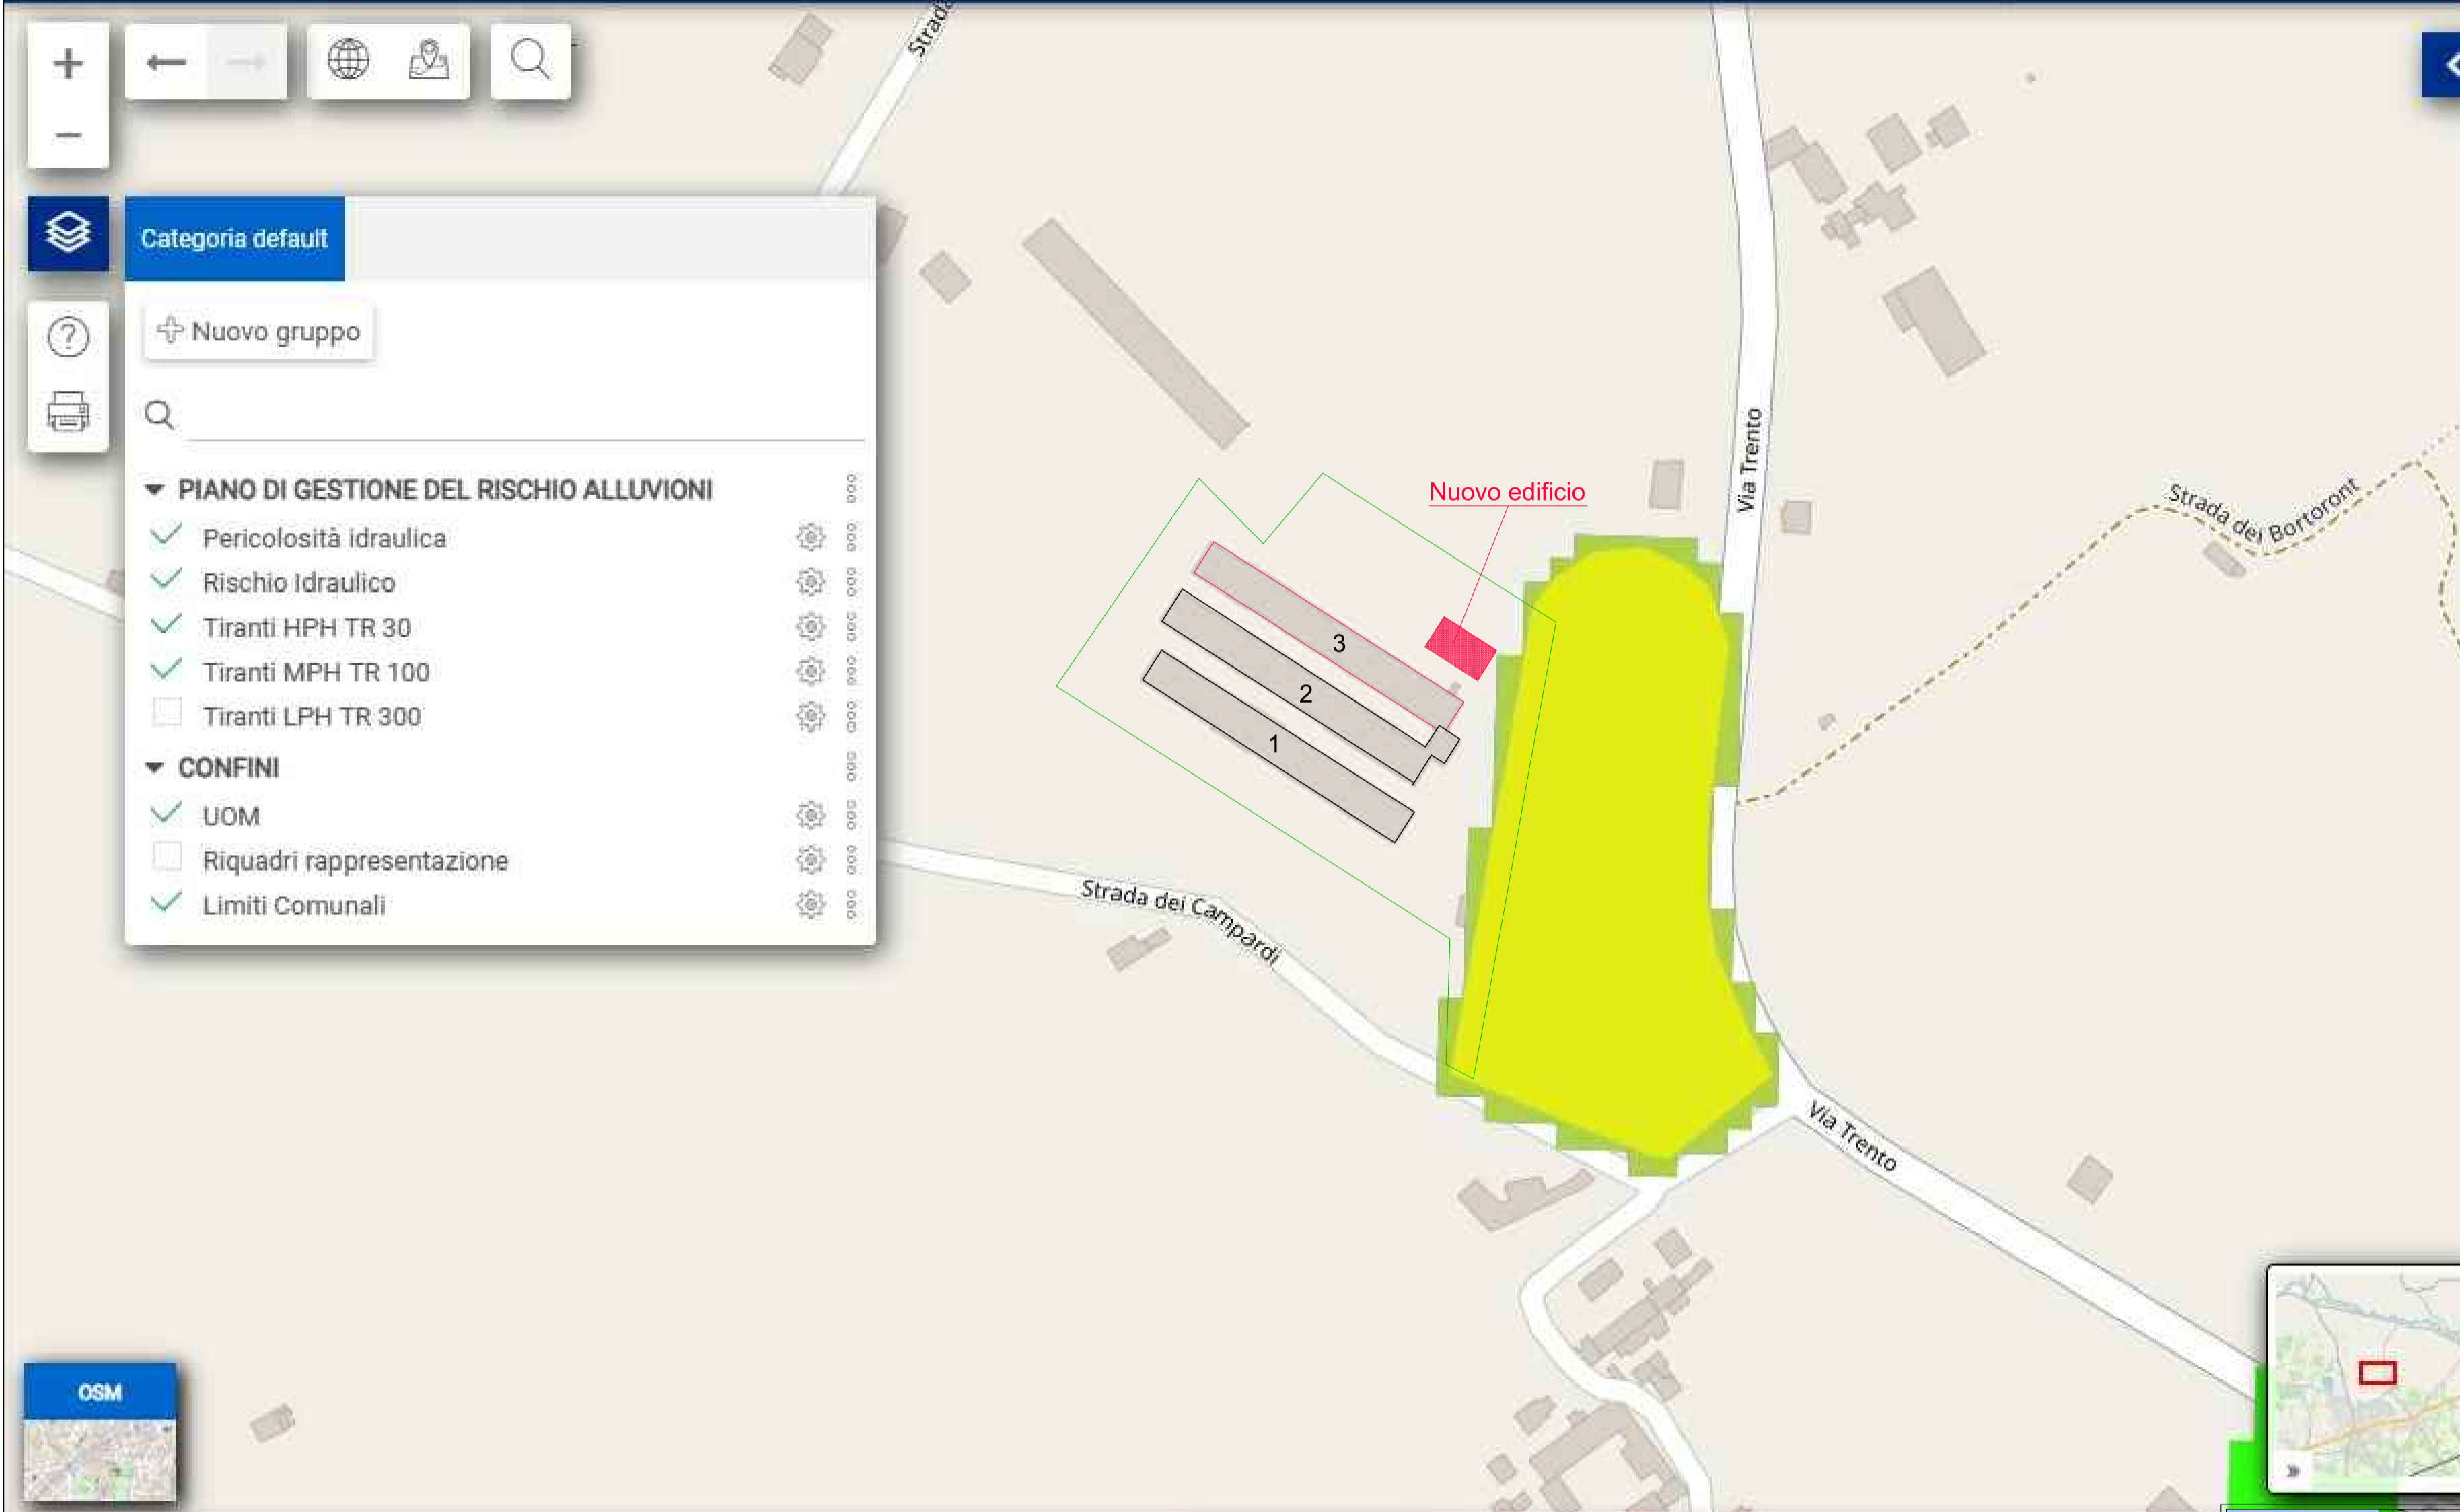 Strada
Categoria default
Nuovo gruppo
PIANO DI GESTIONE DEL RISCHIO ALLUVIONI
Pericolosità idraulica
Rischio Idraulico
Tiranti HPH TR 30
Tiranti MPH TR 100
Tiranti LPH TR 300
CONFINI
UOM
Riquadri rappresentazione
Limiti Comunali
Nuovo edificio
Via Trento
Strada dei Bortoront
3
2
1
Strada dei Campardi
Via Trento
OSM